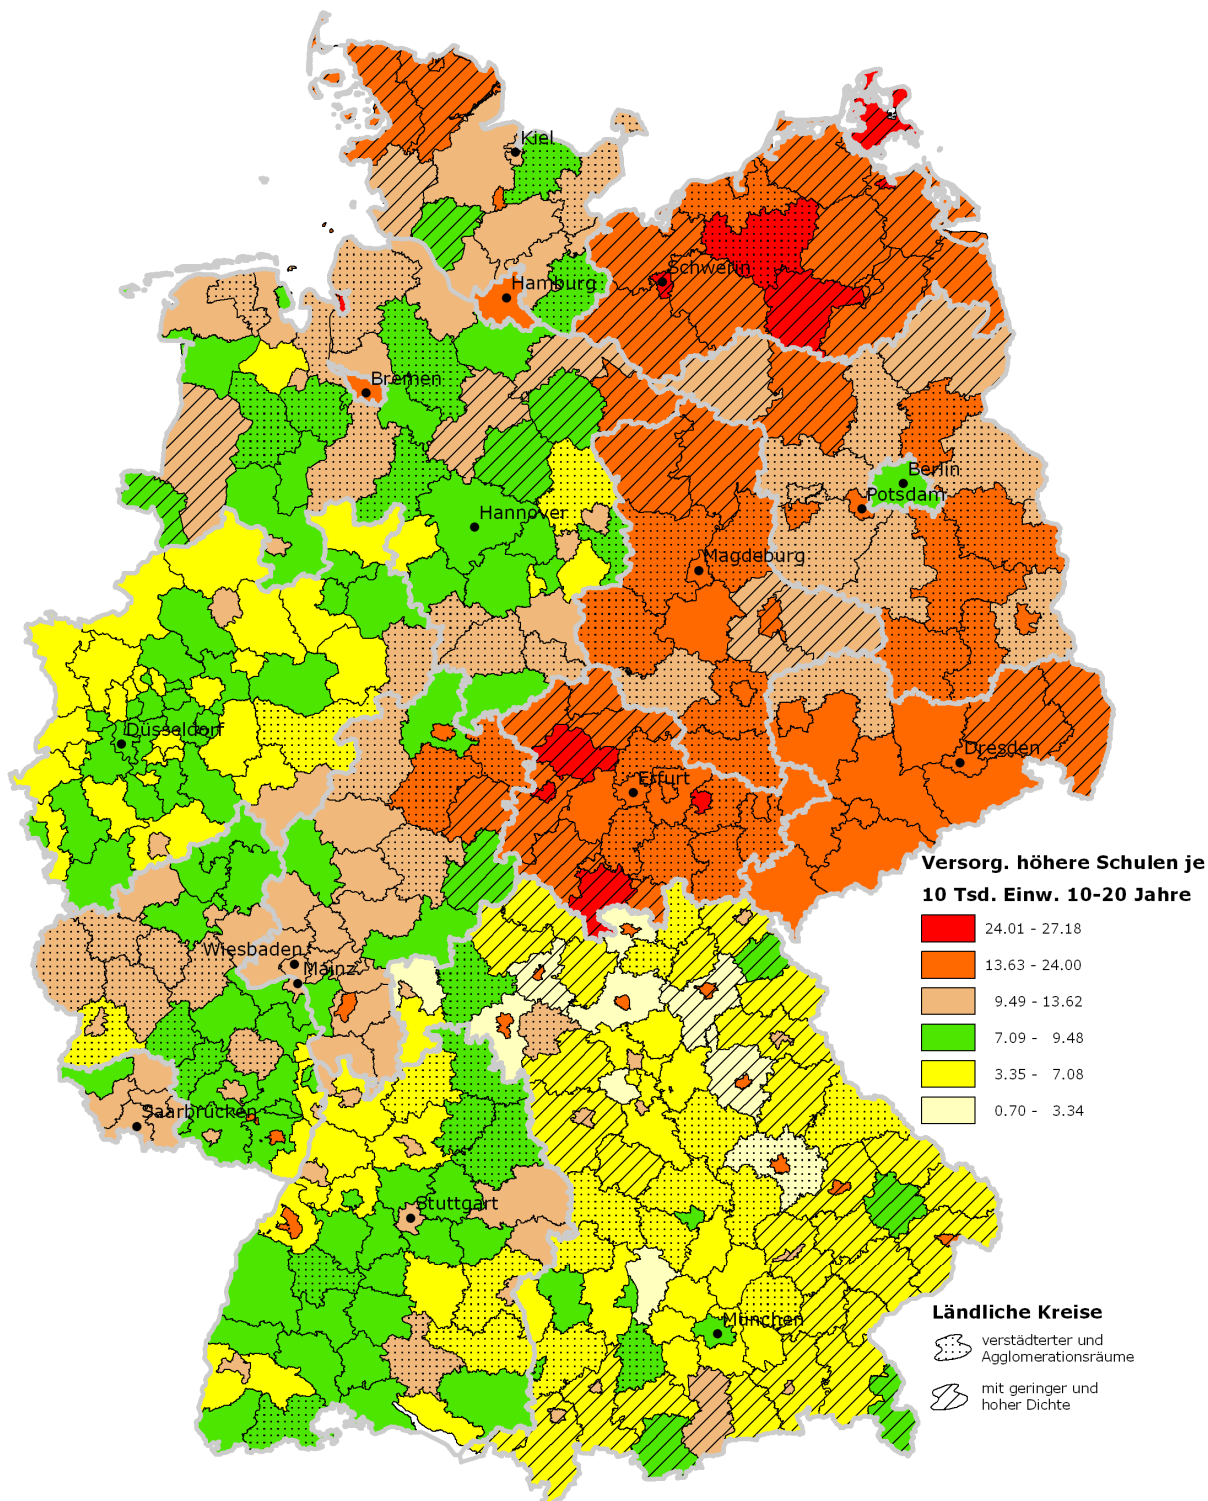 Kiel
Schwerin
Hamburg
Bremen
Berlin
Potsdam
Hannover
Magdeburg
Düsseldorf
Dresden
Erfurt
Wiesbaden
Mainz
Saarbrücken
Stuttgart
München
Versorg. höhere Schulen je
10 Tsd. Einw. 10-20 Jahre
24.01 - 27.18
13.63 - 24.00
9.49 - 13.62
7.09 - 9.48
3.35 - 7.08
0.70 - 3.34
Ländliche Kreise
verstädterter und
Agglomerationsräume
mit geringer und
hoher Dichte